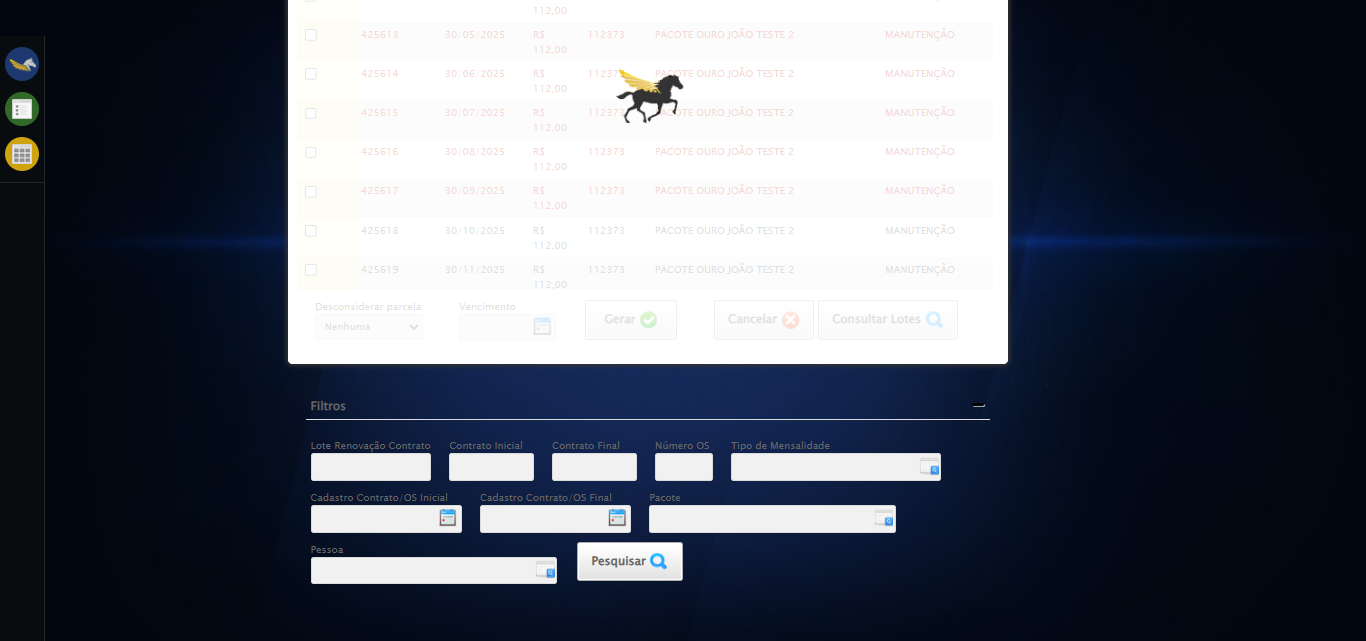 112,00
425613 30/05/2025 R$ 112373 PACOTE OURO JOÃO TESTE 2 MANUTENÇÃO
112,00
425614 30/06/2025 R$ 112373 PACOTE OURO JOÃO TESTE 2 MANUTENÇÃO
112,00
425615 30/07/2025 R$ 112373 PACOTE OURO JOÃO TESTE 2 MANUTENÇÃO
112,00
425616 30/08/2025 R$ 112373 PACOTE OURO JOÃO TESTE 2 MANUTENÇÃO
112,00
425617 30/09/2025 R$ 112373 PACOTE OURO JOÃO TESTE 2 MANUTENÇÃO
112,00
425618 30/10/2025 R$ 112373 PACOTE OURO JOÃO TESTE 2 MANUTENÇÃO
112,00
425619 30/11/2025 R$ 112373 PACOTE OURO JOÃO TESTE 2 MANUTENÇÃO
112,00
Desconsiderar parcela Vencimento
Nenhuma Gerar Cancelar Consultar Lotes
Filtros
Lote Renovação Contrato Contrato Inicial Contrato Final Número OS Tipo de Mensalidade
Cadastro Contrato/OS Inicial Cadastro Contrato/OS Final Pacote
Pessoa
Pesquisar